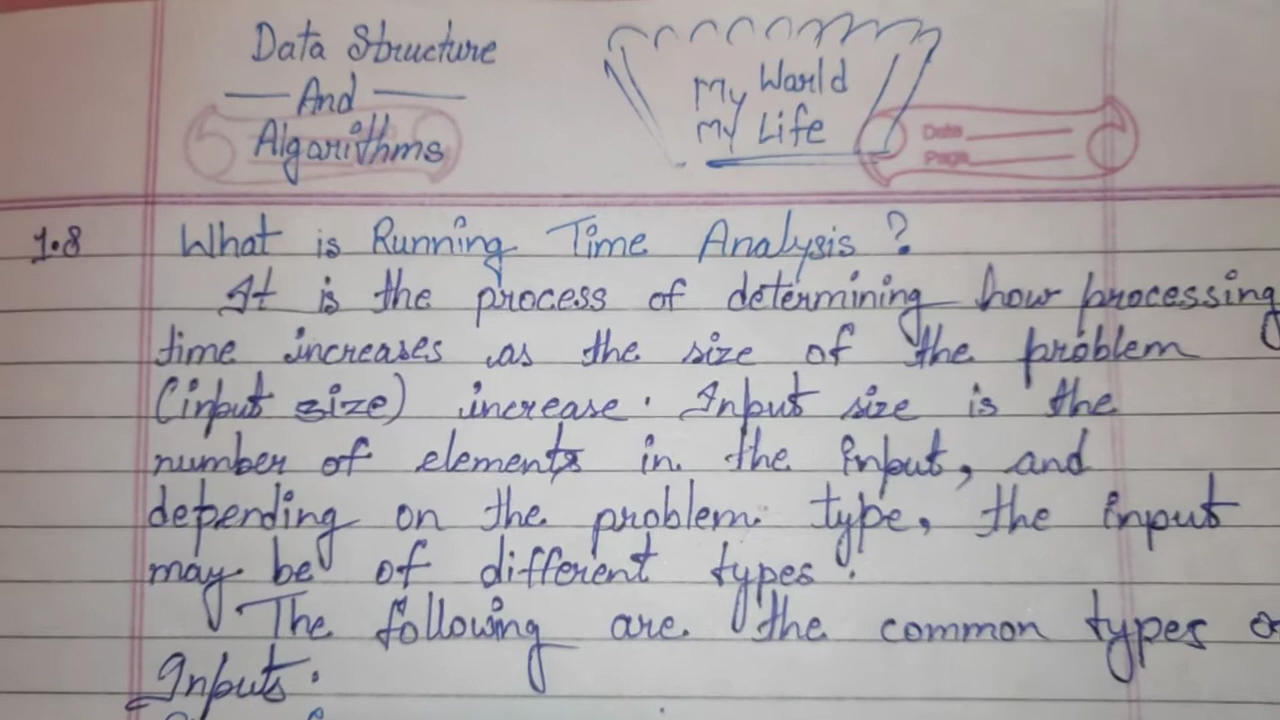 Data Structure
And
Algorithms
My World
My Life
Date
Page
1.8 What is Running Time Analysis?
It is the process of determining how processing
time increases as the size of the problem
(input size) increase. Input size is the
number of elements in the input, and
depending on the problem type, the input
may be of different types.
The following are the common types
Inputs.